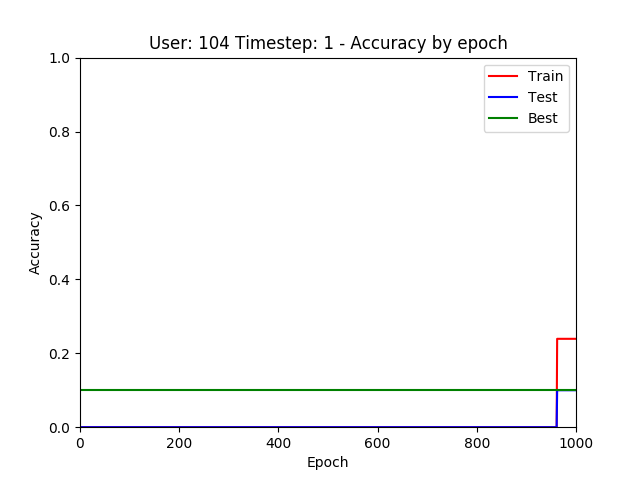 User: 104 Timestep: 1 - Accuracy by epoch
1.0
0.8
0.6
0.4
0.2
0.0
Accuracy
Train
Test
Best
0 200 400 600 800 1000
Epoch